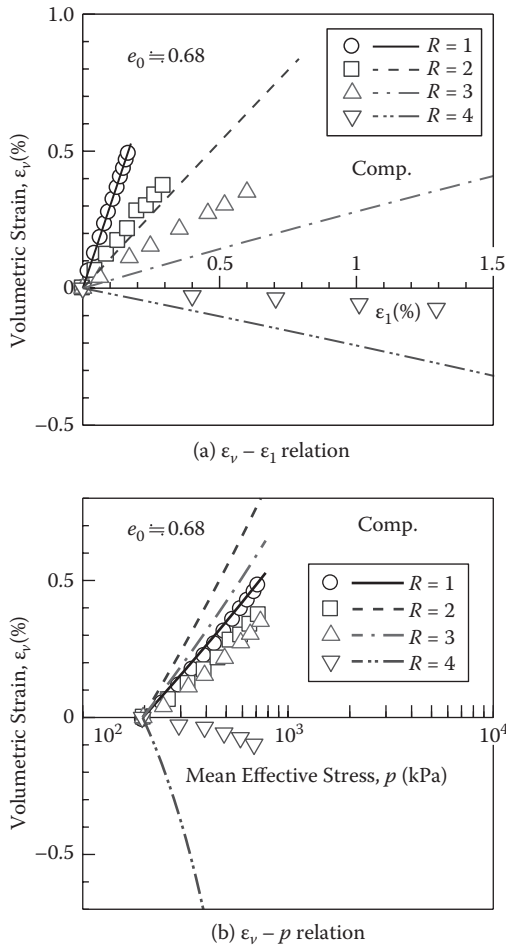 1.0
e₀ ≒ 0.68
R = 1
R = 2
R = 3
R = 4
Comp.
0.5
0
0.5
1
1.5
ε₁(%)
−0.5
Volumetric Strain, εᵥ(%)
(a) εᵥ – ε₁ relation
e₀ ≒ 0.68
Comp.
R = 1
R = 2
R = 3
R = 4
0.5
0
10²
10³
10⁴
Mean Effective Stress, p (kPa)
−0.5
Volumetric Strain, εᵥ(%)
(b) εᵥ – p relation